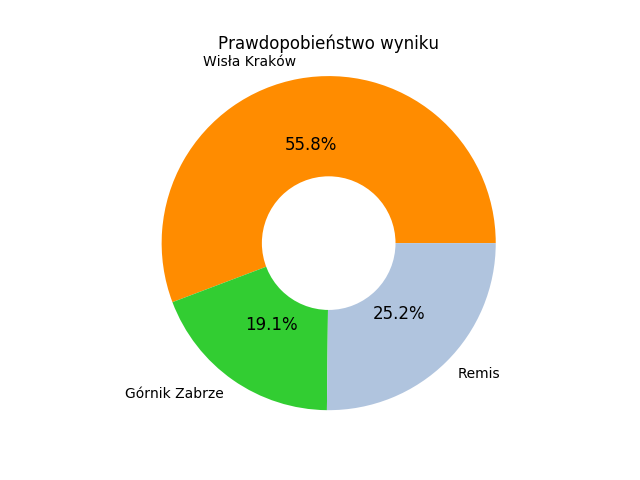 Prawdopobieństwo wyniku
Wisła Kraków
55.8%
19.1%
25.2%
Remis
Górnik Zabrze